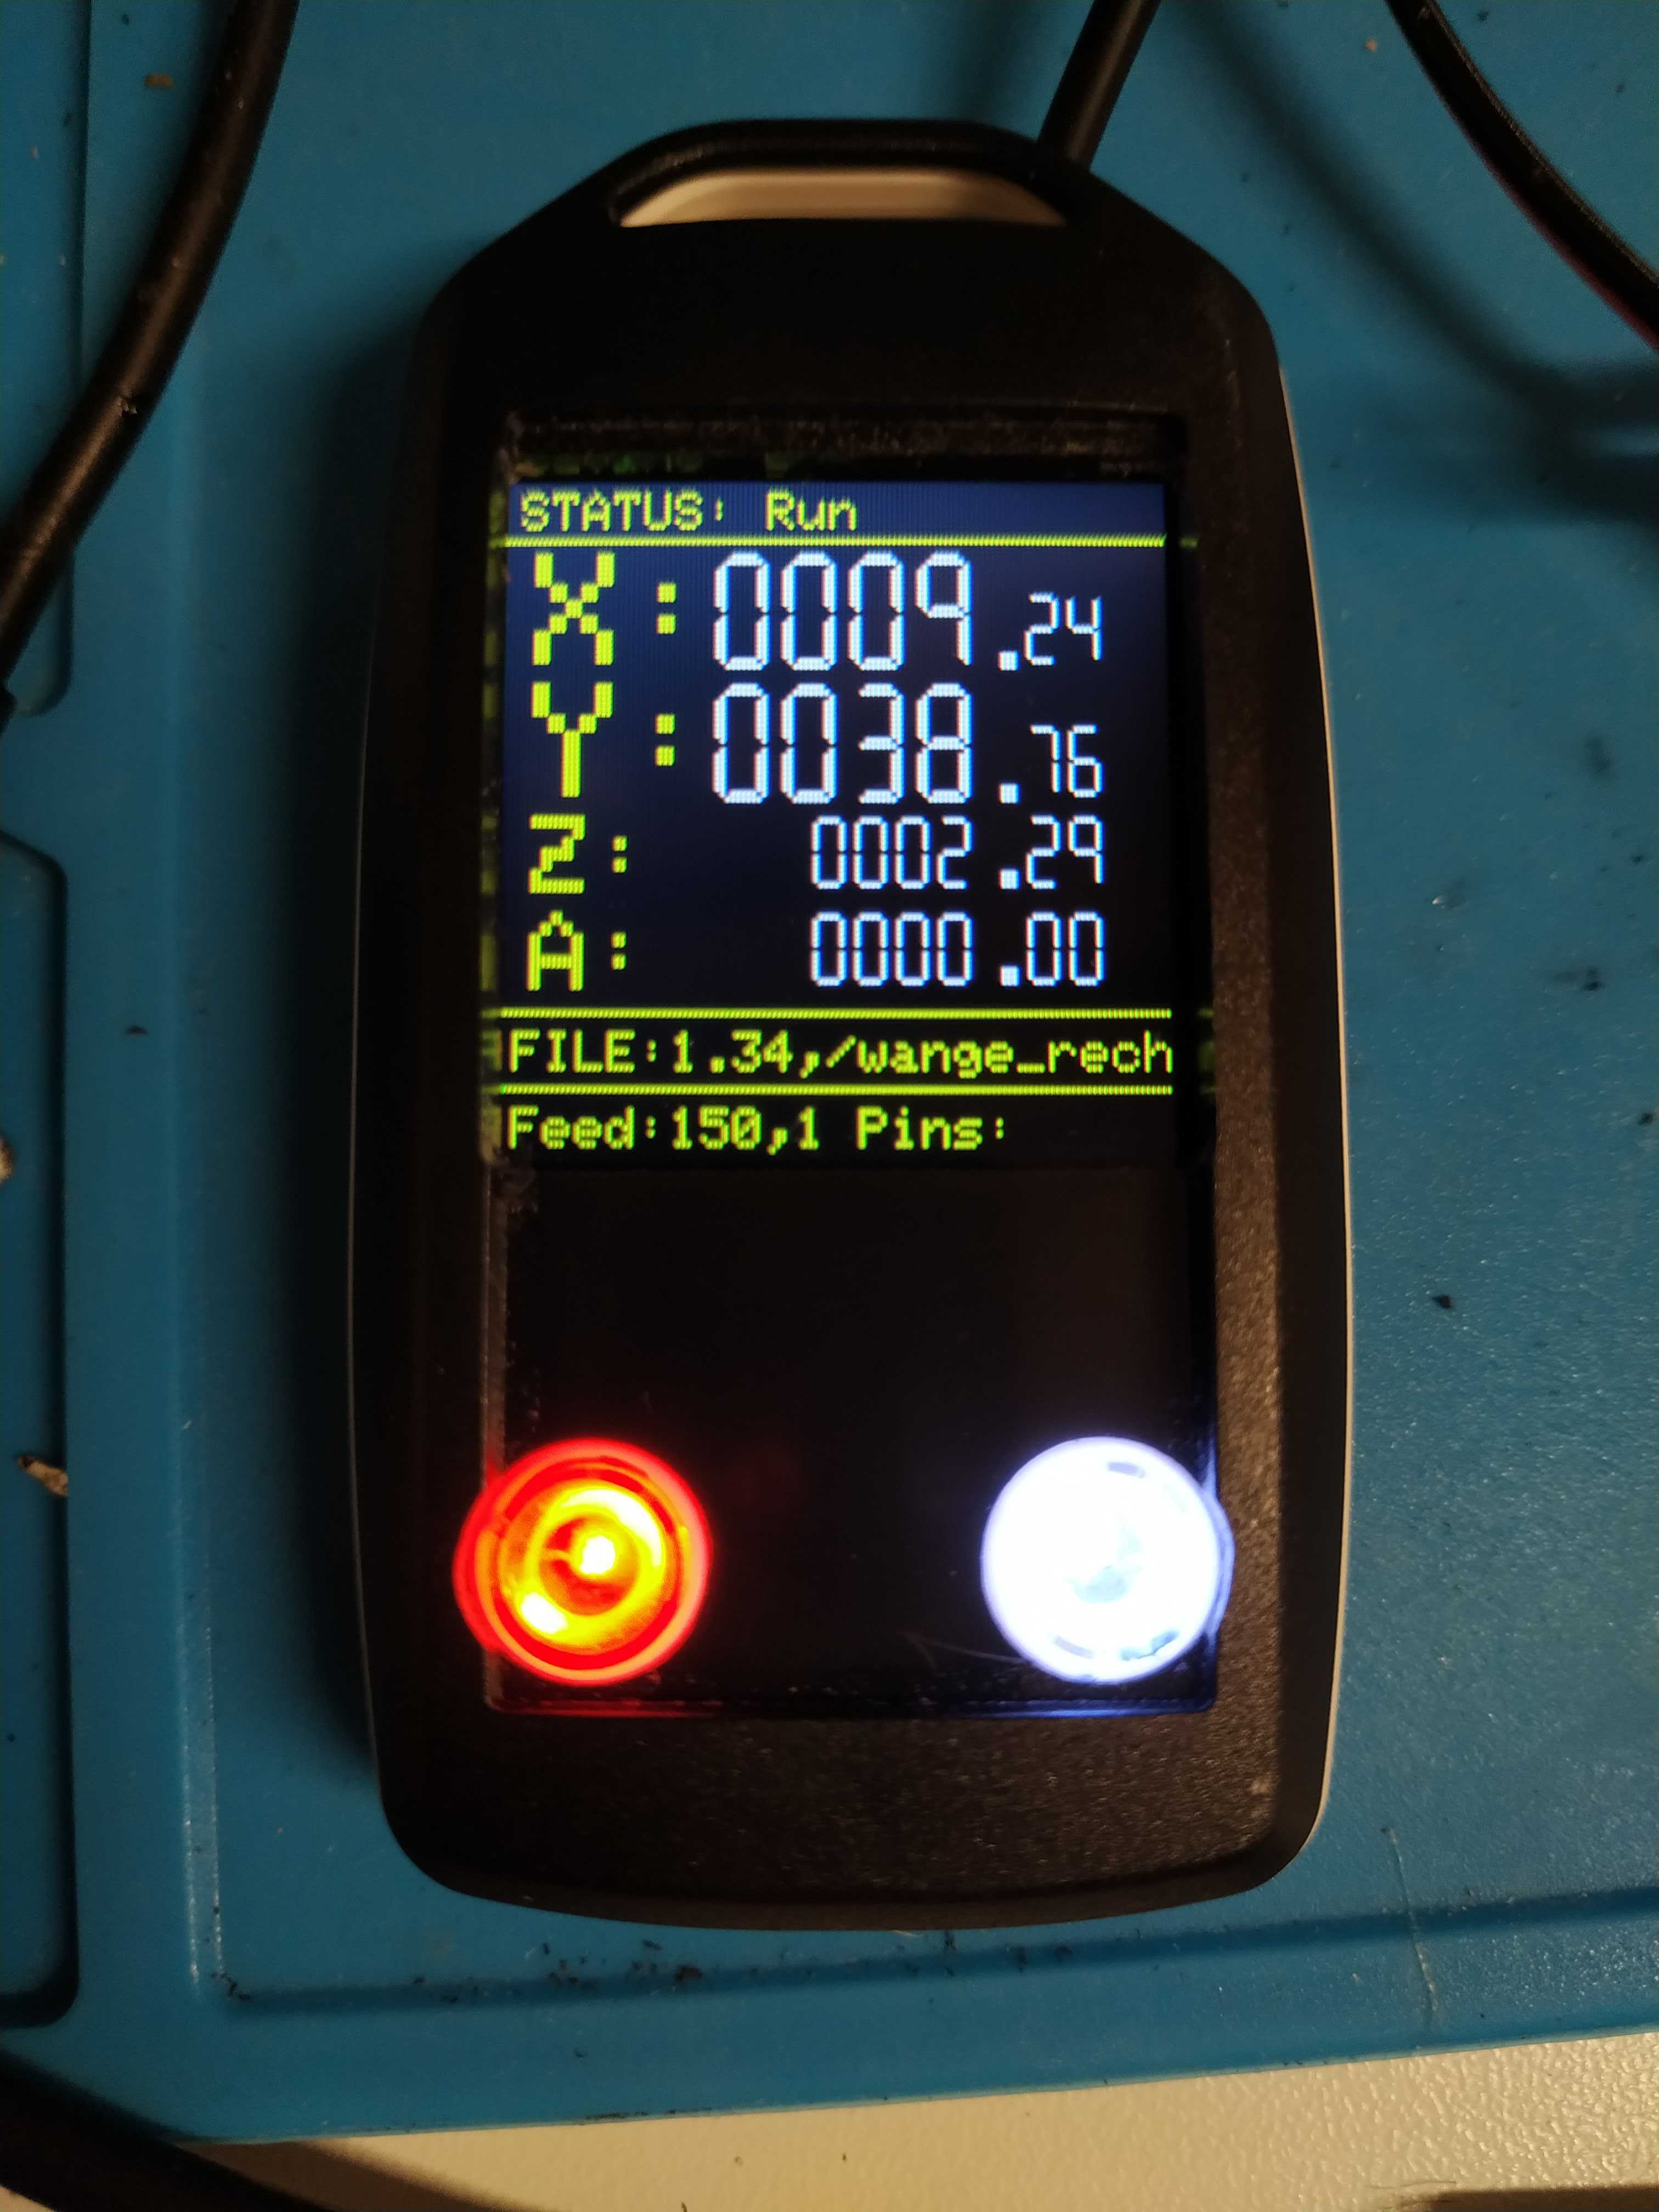 STATUS: Run
X:0009.24
Y:0038.76
Z: 0002.29
A: 0000.00
FILE:1.34,/wange_rech
Feed:150,1 Pins: